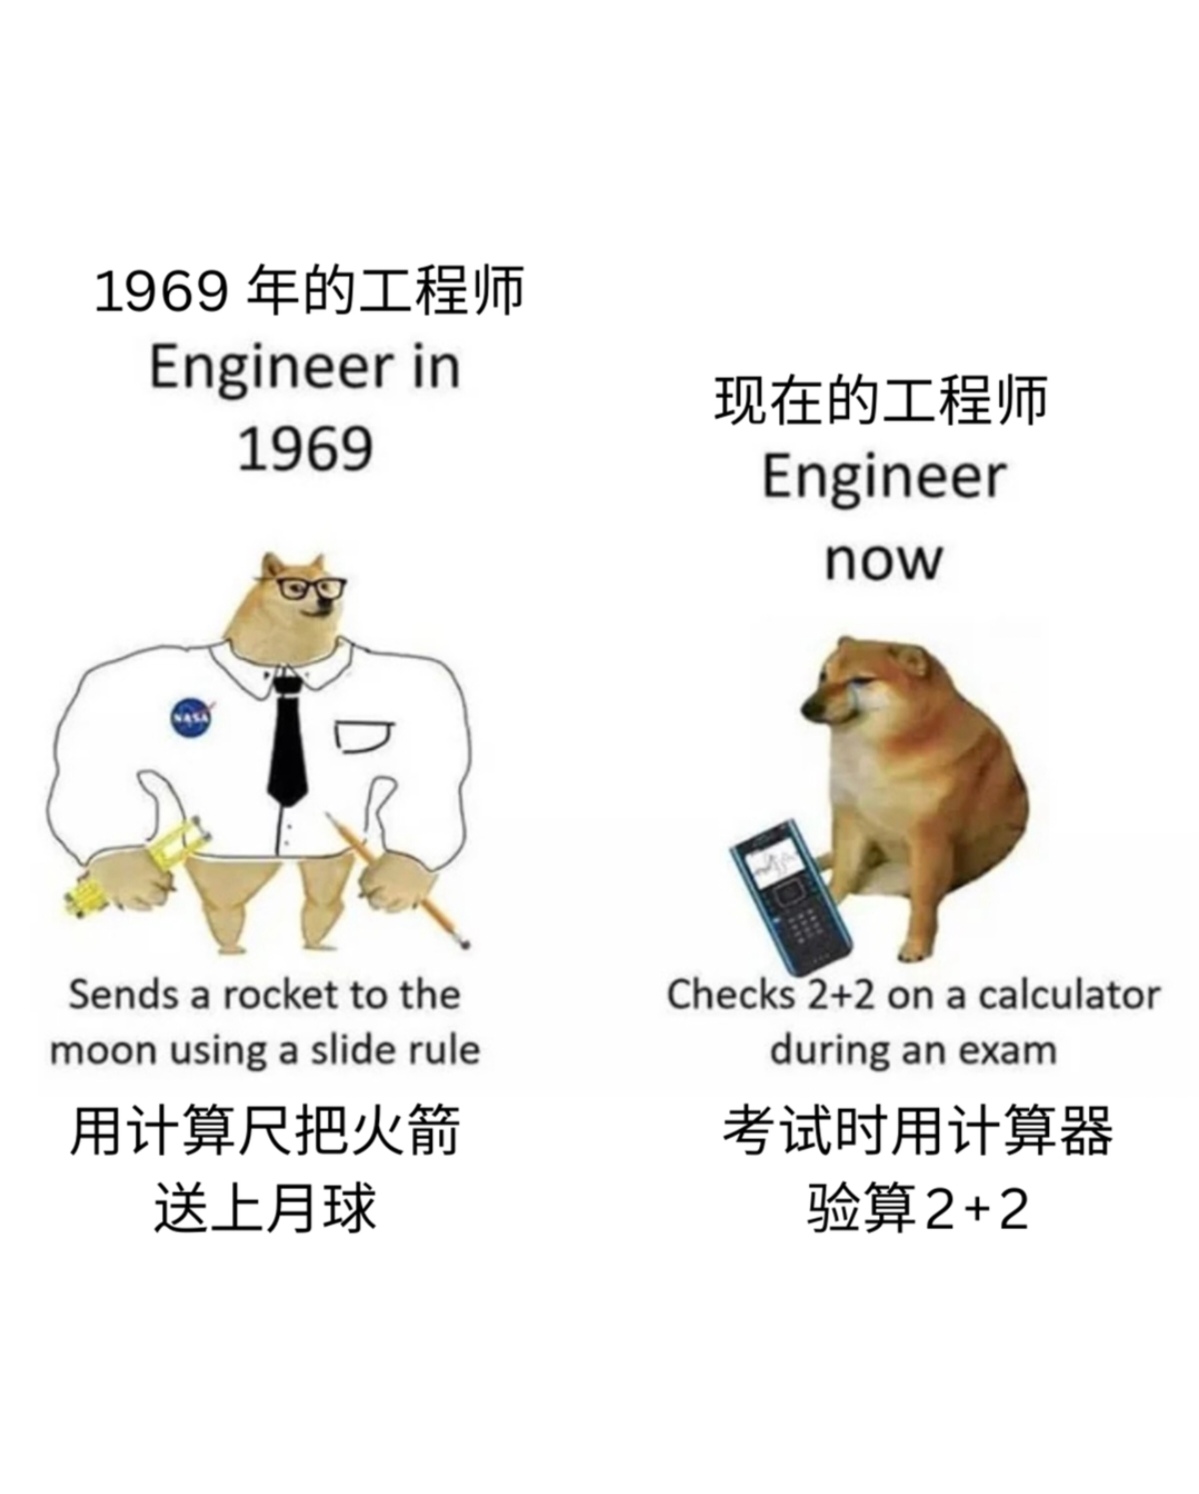 1969 年的工程师
Engineer in
1969
NASA
Sends a rocket to the
moon using a slide rule
用计算尺把火箭
送上月球
现在的工程师
Engineer
now
Checks 2+2 on a calculator
during an exam
考试时用计算器
验算2+2